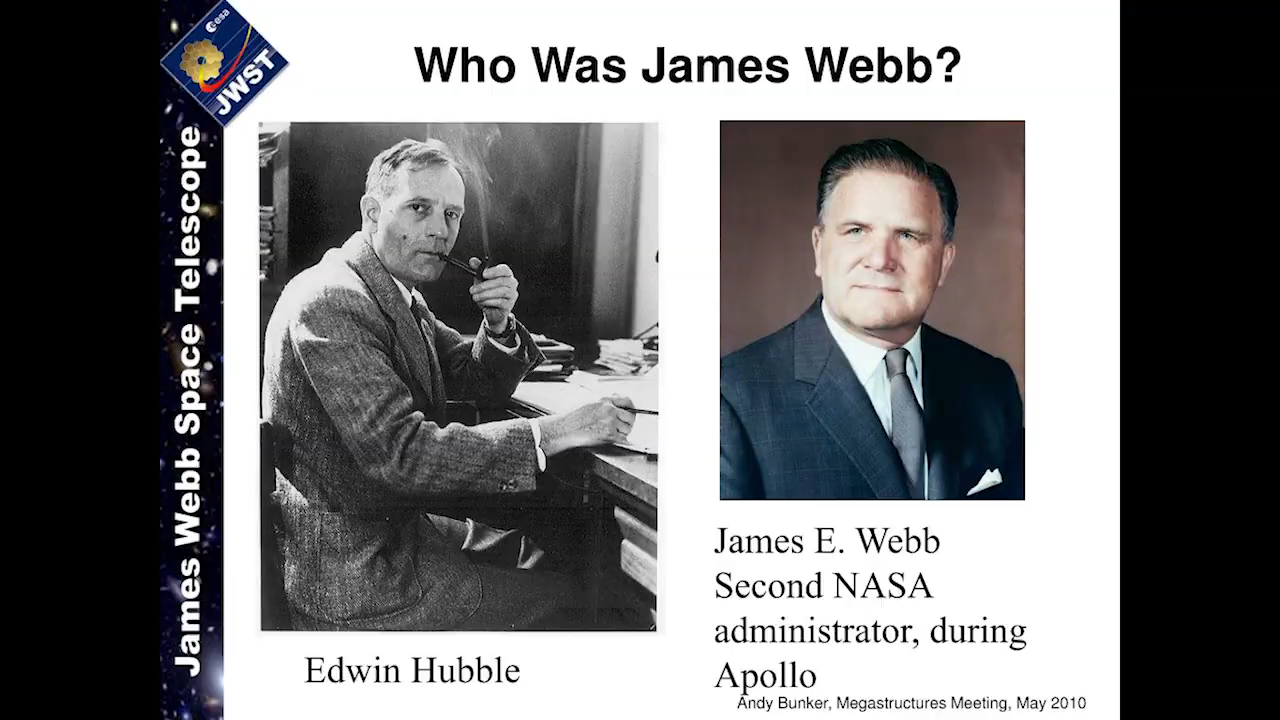 esa
JWST
James Webb Space Telescope
Who Was James Webb?
Edwin Hubble
James E. Webb
Second NASA
administrator, during
Apollo
Andy Bunker, Megastructures Meeting, May 2010